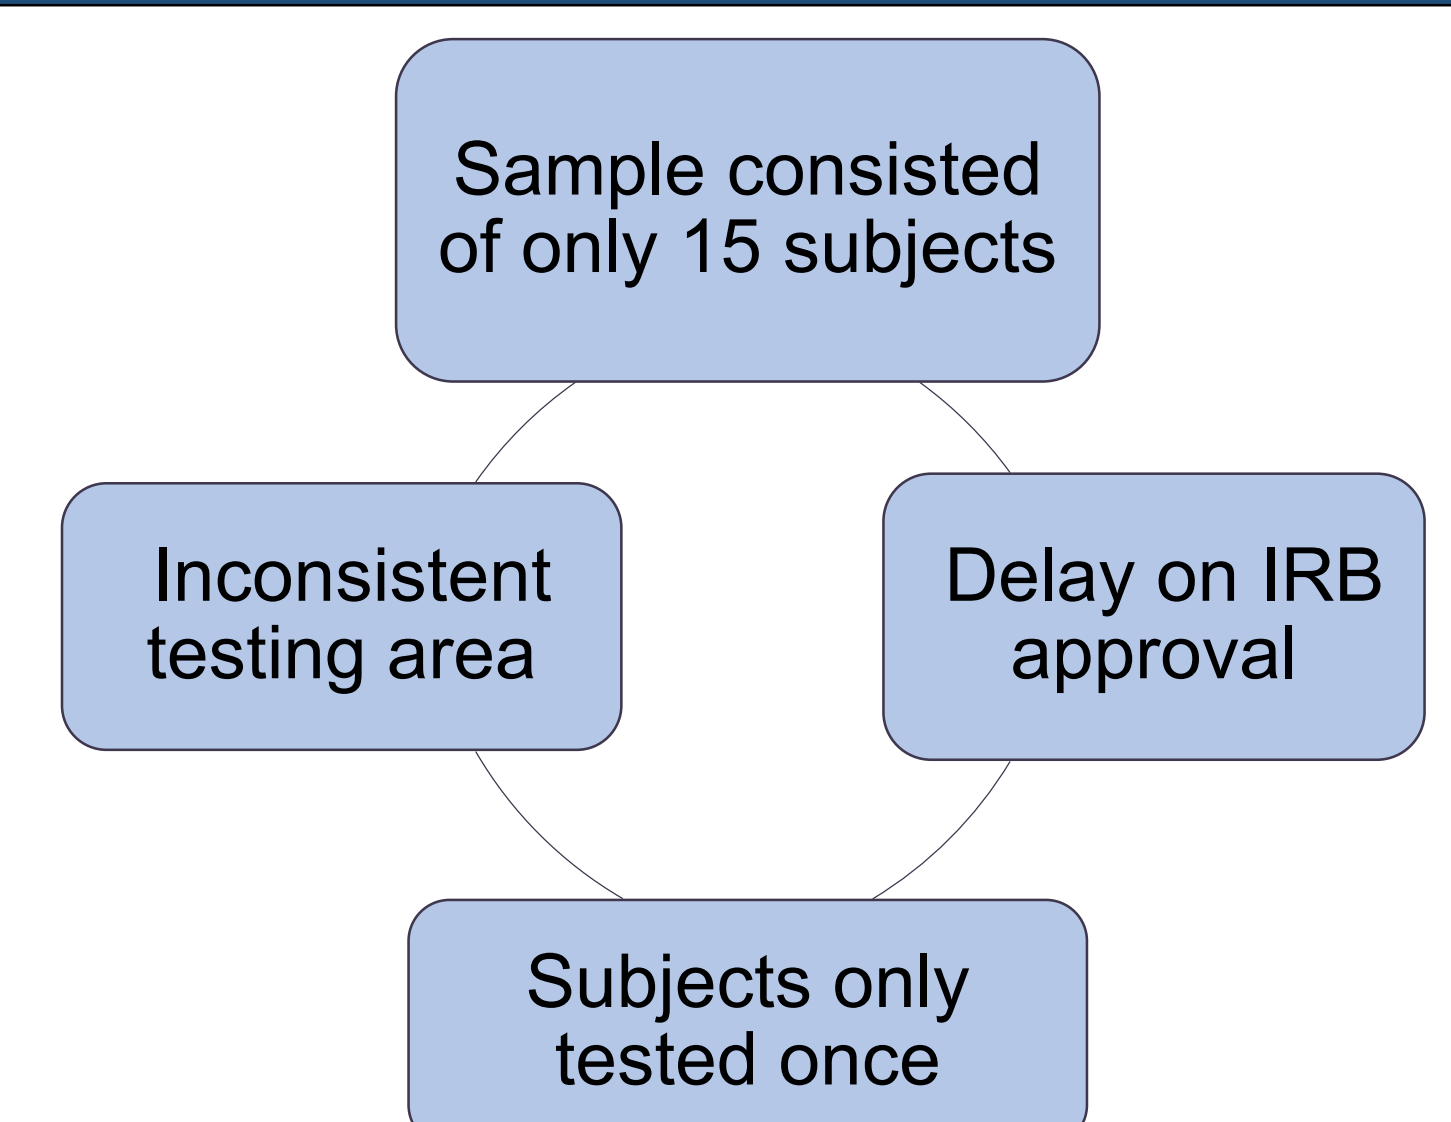 Sample consisted
of only 15 subjects
Inconsistent
testing area
Delay on IRB
approval
Subjects only
tested once